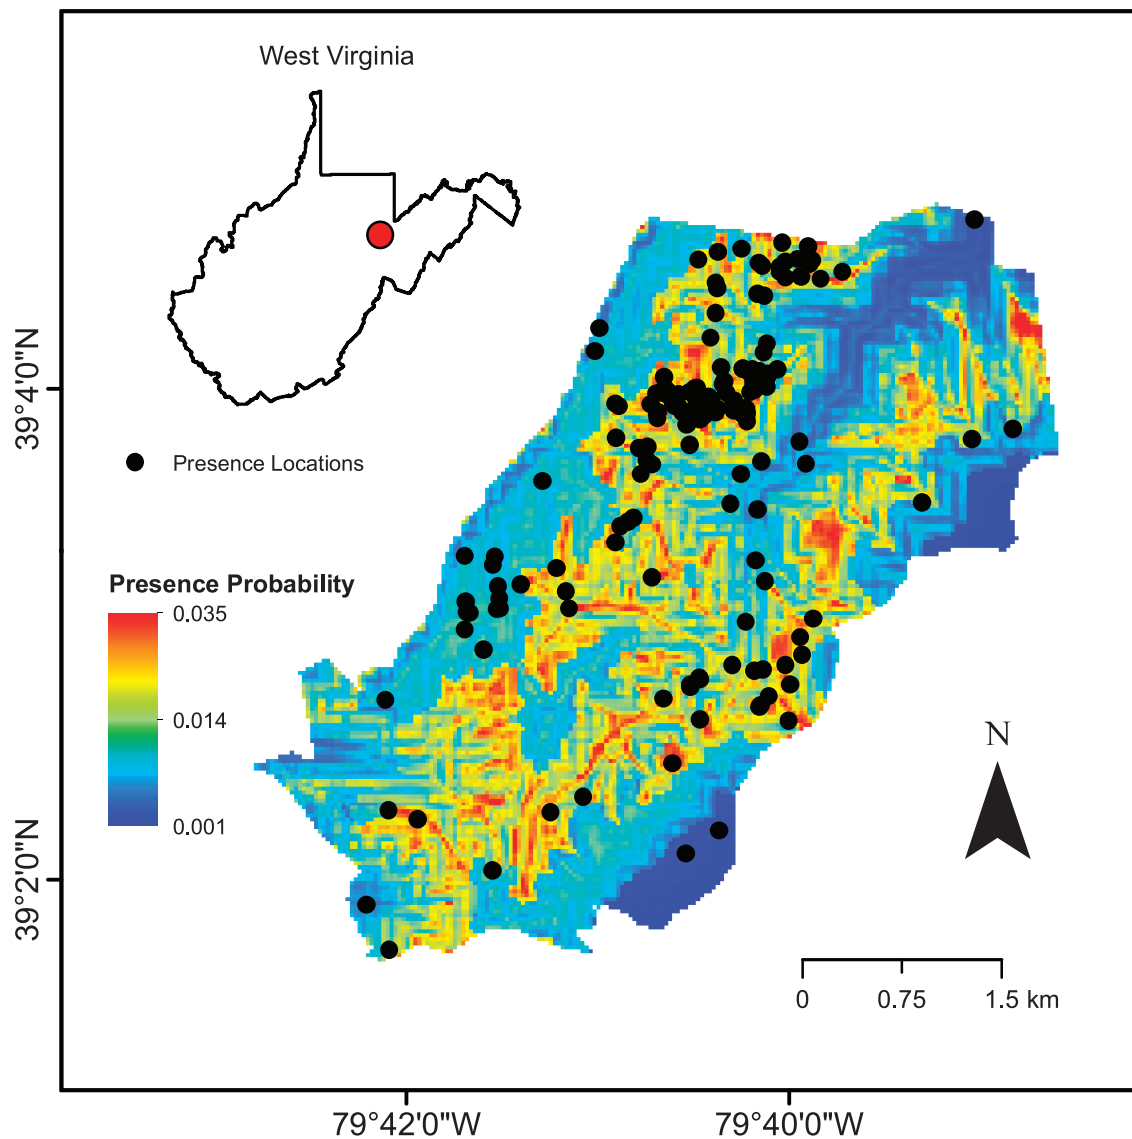 West Virginia
Presence Locations
Presence Probability
0.035
0.014
0.001
N
0 0.75 1.5 km
39°4'0"N
39°2'0"N
79°42'0"W 79°40'0"W